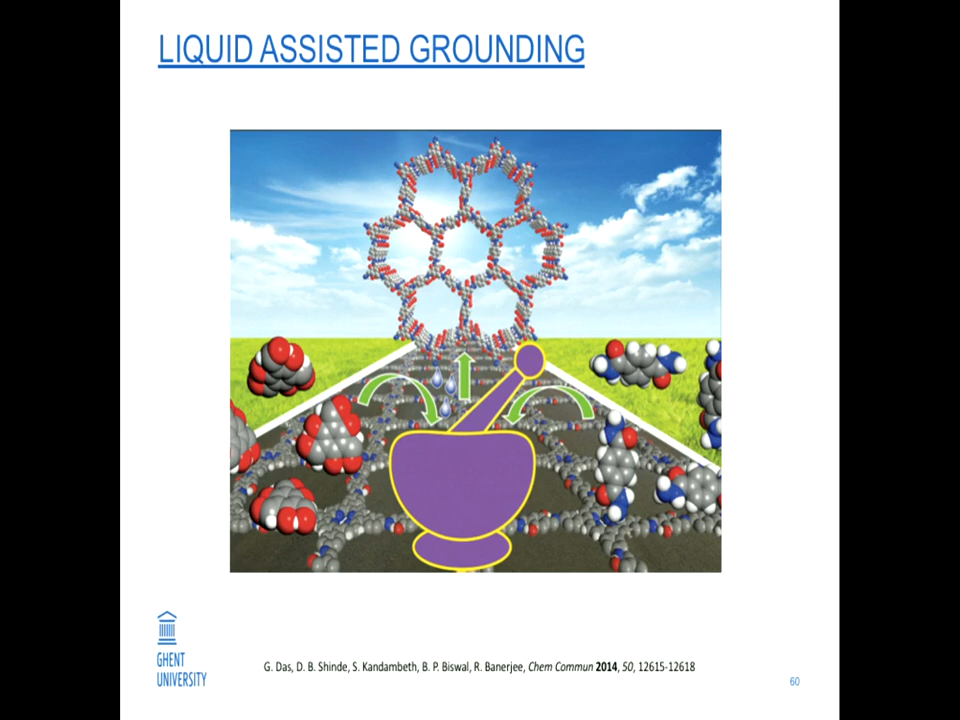 LIQUID ASSISTED GROUNDING
GHENT
UNIVERSITY
G. Das, D. B. Shinde, S. Kandambeth, B. P. Biswal, R. Banerjee, Chem Commun 2014, 50, 12615-12618
60